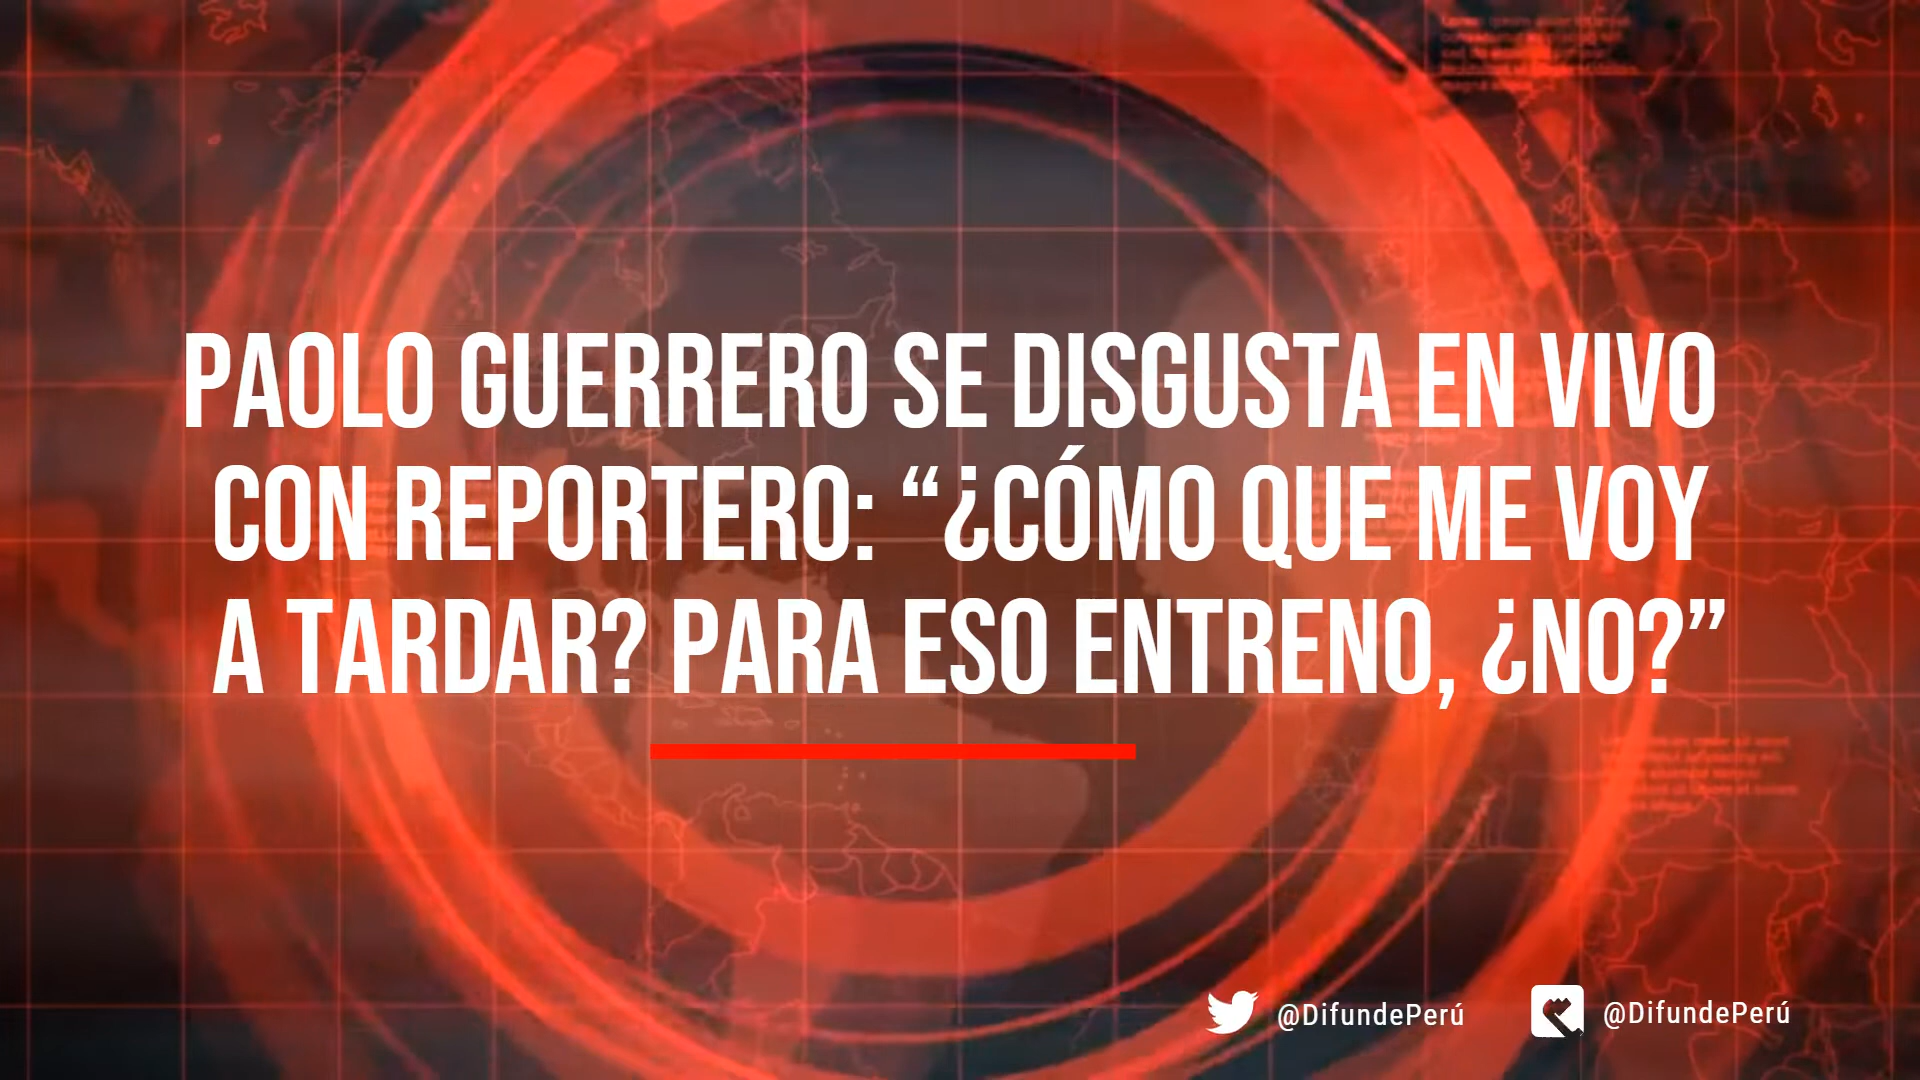 PAOLO GUERRERO SE DISGUSTA EN VIVO
CON REPORTERO: “¿CÓMO QUE ME VOY
A TARDAR? PARA ESO ENTRENO, ¿NO?”
@DifundePerú
@DifundePerú